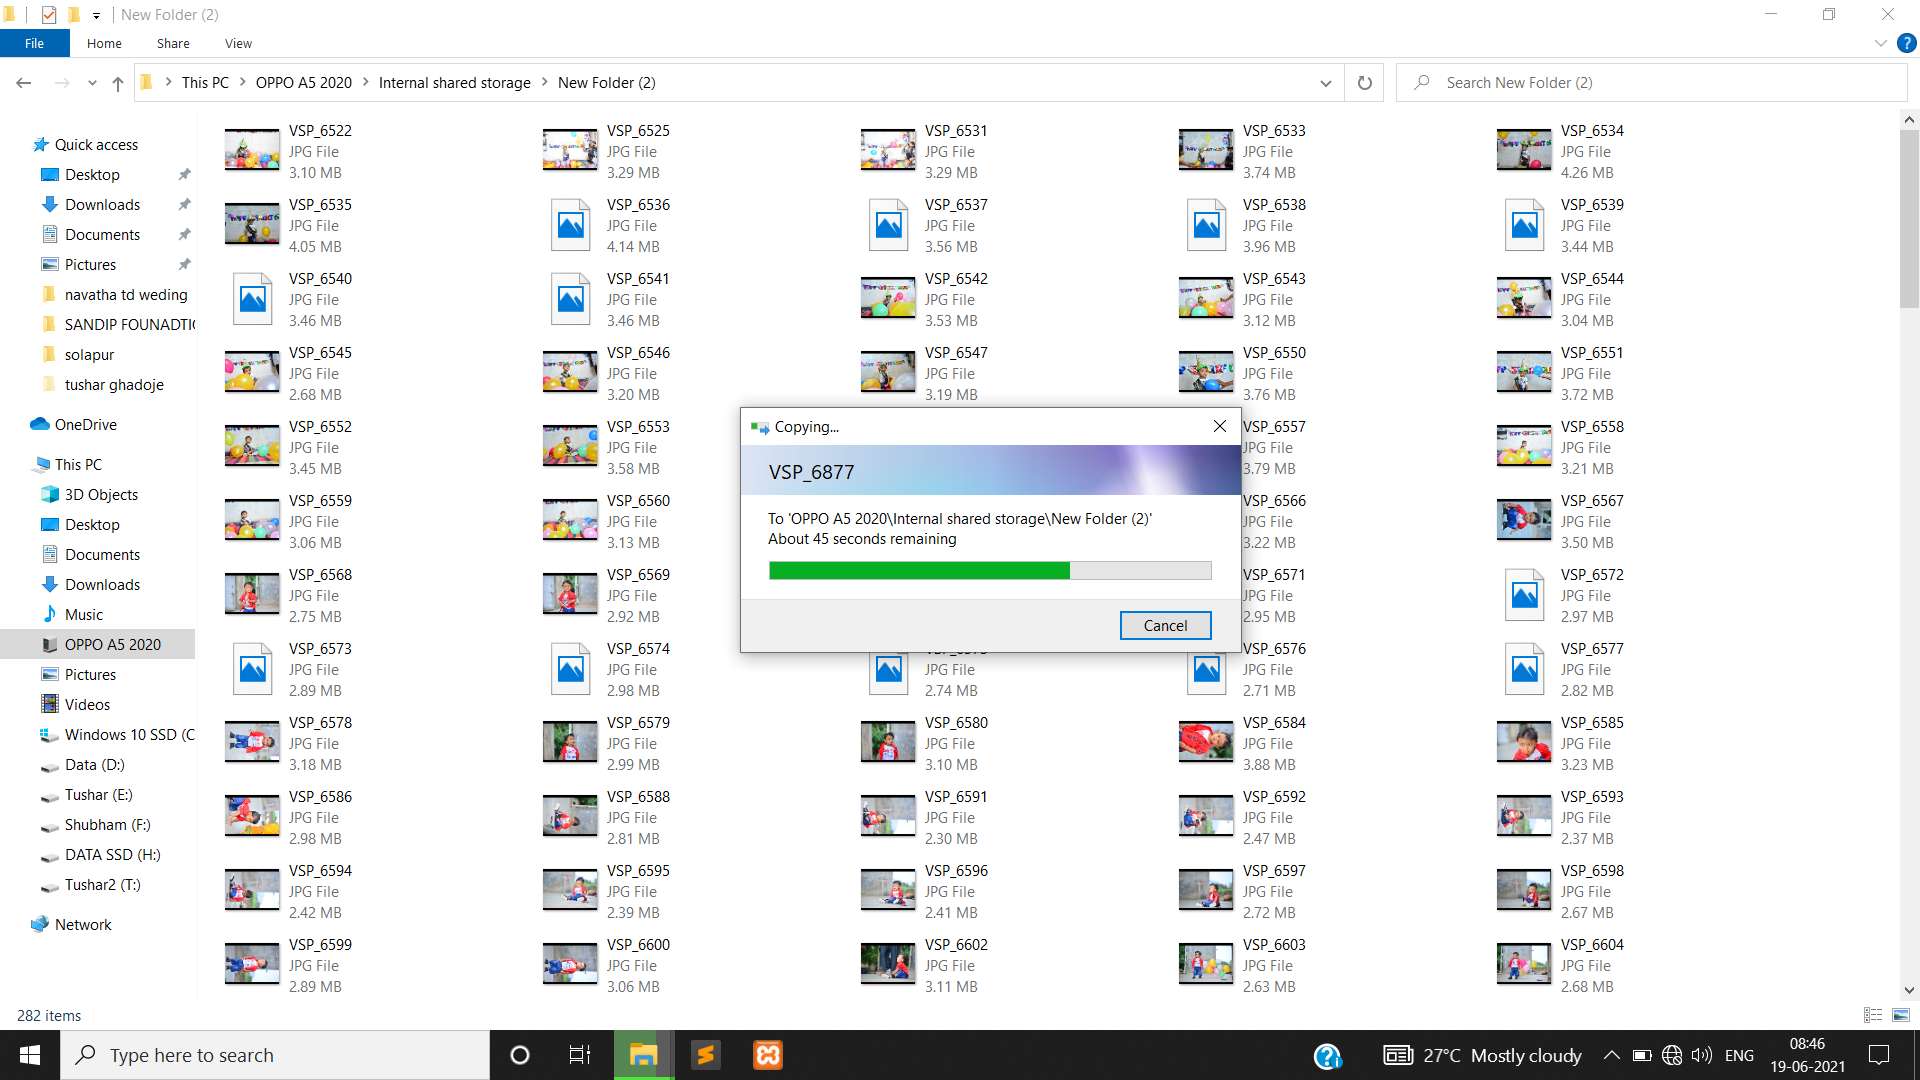 New Folder (2)
File
Home
Share
View
This PC
OPPO A5 2020
Internal shared storage
New Folder (2)
Search New Folder (2)
Quick access
Desktop
Downloads
Documents
Pictures
navatha td weding
SANDIP FOUNADTI
solapur
tushar ghadoje
OneDrive
This PC
3D Objects
Desktop
Documents
Downloads
Music
OPPO A5 2020
Pictures
Videos
Windows 10 SSD (C
Data (D:)
Tushar (E:)
Shubham (F:)
DATA SSD (H:)
Tushar2 (T:)
Network
VSP_6522
JPG File
3.10 MB
VSP_6525
JPG File
3.29 MB
VSP_6531
JPG File
3.29 MB
VSP_6533
JPG File
3.74 MB
VSP_6534
JPG File
4.26 MB
VSP_6535
JPG File
4.05 MB
VSP_6536
JPG File
4.14 MB
VSP_6537
JPG File
3.56 MB
VSP_6538
JPG File
3.96 MB
VSP_6539
JPG File
3.44 MB
VSP_6540
JPG File
3.46 MB
VSP_6541
JPG File
3.46 MB
VSP_6542
JPG File
3.53 MB
VSP_6543
JPG File
3.12 MB
VSP_6544
JPG File
3.04 MB
VSP_6545
JPG File
2.68 MB
VSP_6546
JPG File
3.20 MB
VSP_6547
JPG File
3.19 MB
VSP_6550
JPG File
3.76 MB
VSP_6551
JPG File
3.72 MB
VSP_6552
JPG File
3.45 MB
VSP_6553
JPG File
3.58 MB
VSP_6557
JPG File
3.79 MB
VSP_6558
JPG File
3.21 MB
VSP_6559
JPG File
3.06 MB
VSP_6560
JPG File
3.13 MB
VSP_6566
JPG File
3.22 MB
VSP_6567
JPG File
3.50 MB
VSP_6568
JPG File
2.75 MB
VSP_6569
JPG File
2.92 MB
VSP_6571
JPG File
2.95 MB
VSP_6572
JPG File
2.97 MB
VSP_6573
JPG File
2.89 MB
VSP_6574
JPG File
2.98 MB
JPG File
2.74 MB
VSP_6576
JPG File
2.71 MB
VSP_6577
JPG File
2.82 MB
VSP_6578
JPG File
3.18 MB
VSP_6579
JPG File
2.99 MB
VSP_6580
JPG File
3.10 MB
VSP_6584
JPG File
3.88 MB
VSP_6585
JPG File
3.23 MB
VSP_6586
JPG File
2.98 MB
VSP_6588
JPG File
2.81 MB
VSP_6591
JPG File
2.30 MB
VSP_6592
JPG File
2.47 MB
VSP_6593
JPG File
2.37 MB
VSP_6594
JPG File
2.42 MB
VSP_6595
JPG File
2.39 MB
VSP_6596
JPG File
2.41 MB
VSP_6597
JPG File
2.72 MB
VSP_6598
JPG File
2.67 MB
VSP_6599
JPG File
2.89 MB
VSP_6600
JPG File
3.06 MB
VSP_6602
JPG File
3.11 MB
VSP_6603
JPG File
2.63 MB
VSP_6604
JPG File
2.68 MB
Copying...
VSP_6877
To 'OPPO A5 2020\Internal shared storage\New Folder (2)'
About 45 seconds remaining
Cancel
282 items
Type here to search
27°C Mostly cloudy
ENG
08:46
19-06-2021